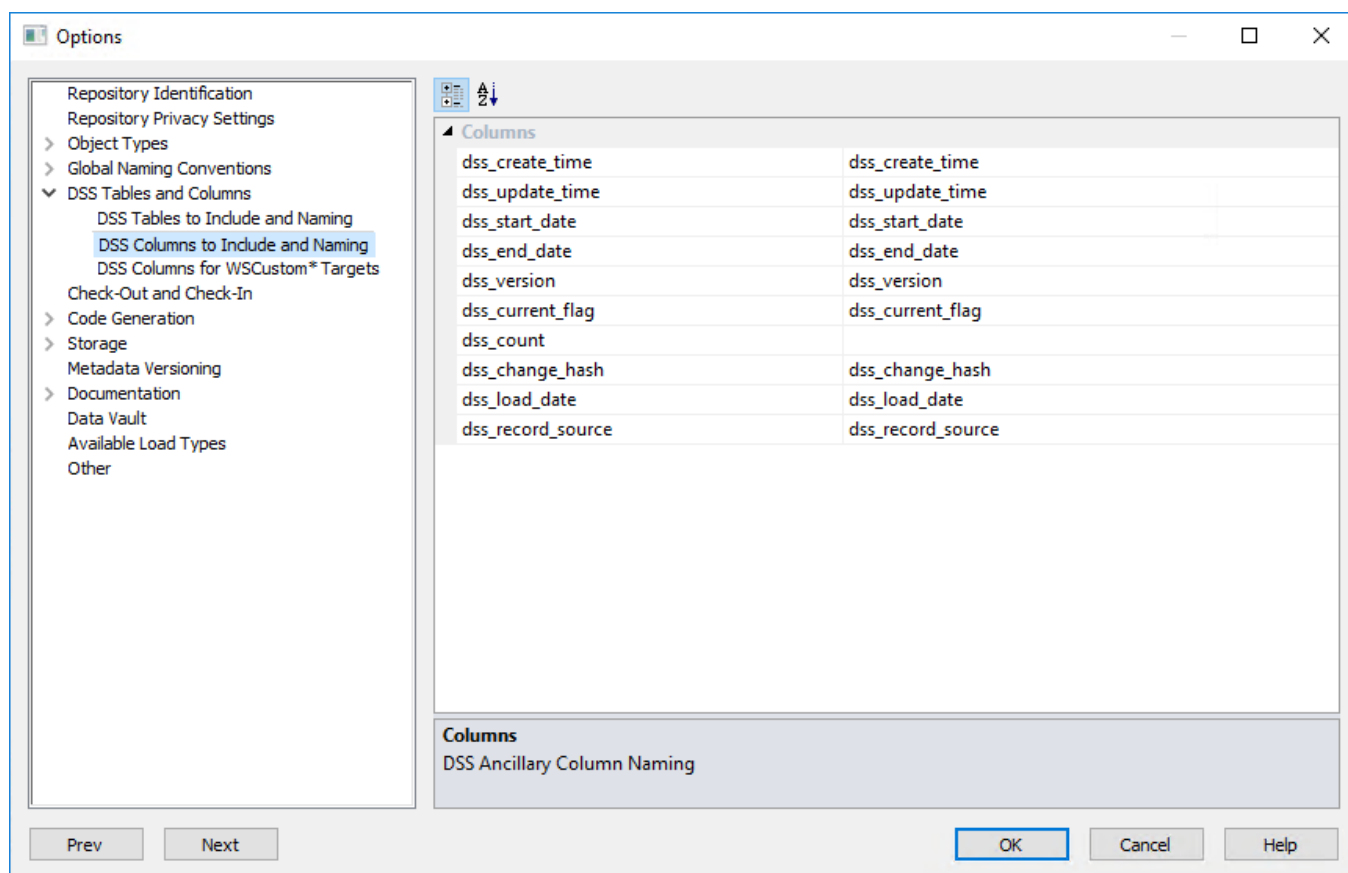 Options
Repository Identification
Repository Privacy Settings
Object Types
Global Naming Conventions
DSS Tables and Columns
DSS Tables to Include and Naming
DSS Columns to Include and Naming
DSS Columns for WSCustom* Targets
Check-Out and Check-In
Code Generation
Storage
Metadata Versioning
Documentation
Data Vault
Available Load Types
Other
A
Z
Columns
dss_create_time dss_create_time
dss_update_time dss_update_time
dss_start_date dss_start_date
dss_end_date dss_end_date
dss_version dss_version
dss_current_flag dss_current_flag
dss_count
dss_change_hash dss_change_hash
dss_load_date dss_load_date
dss_record_source dss_record_source
Columns
DSS Ancillary Column Naming
Prev Next OK Cancel Help